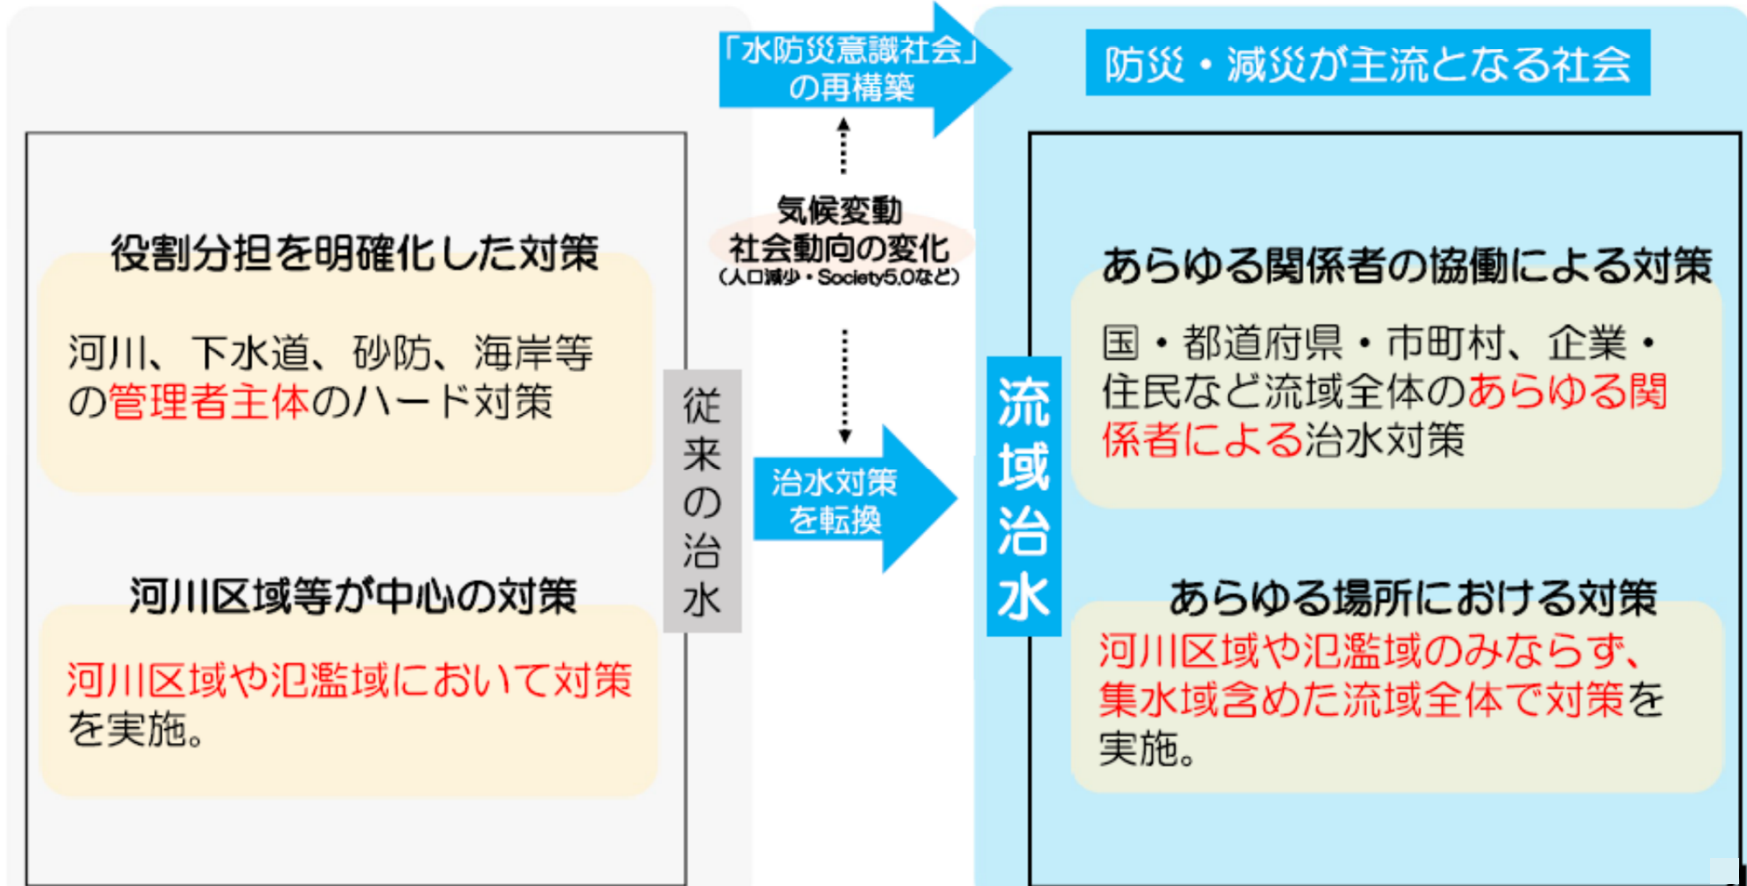 「水防災意識社会」
の再構築
防災・減災が主流となる社会
気候変動
社会動向の変化
（人口減少・Society5.0など）
役割分担を明確化した対策
河川、下水道、砂防、海岸等
の管理者主体のハード対策
河川区域等が中心の対策
河川区域や氾濫域において対策
を実施。
従来の治水
治水対策
を転換
流域治水
あらゆる関係者の協働による対策
国・都道府県・市町村、企業・
住民など流域全体のあらゆる関
係者による治水対策
あらゆる場所における対策
河川区域や氾濫域のみならず、
集水域含めた流域全体で対策を
実施。